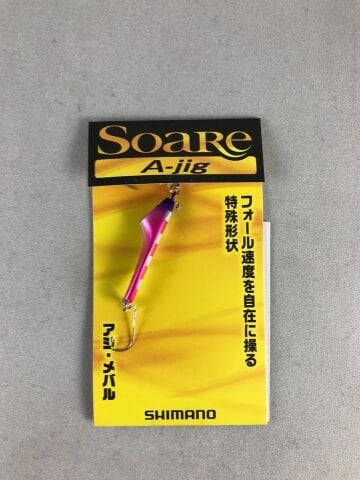 Soare
A-jig
フォール速度を自在に操る
特殊形状
アジ・メバル
SHIMANO